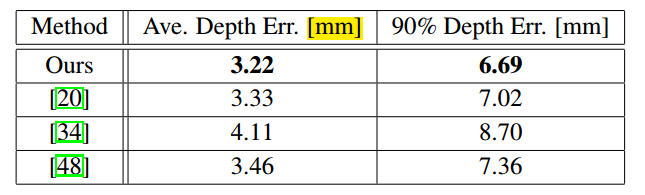 Method Ave. Depth Err. [mm] 90% Depth Err. [mm]
Ours 3.22 6.69
[20] 3.33 7.02
[34] 4.11 8.70
[48] 3.46 7.36